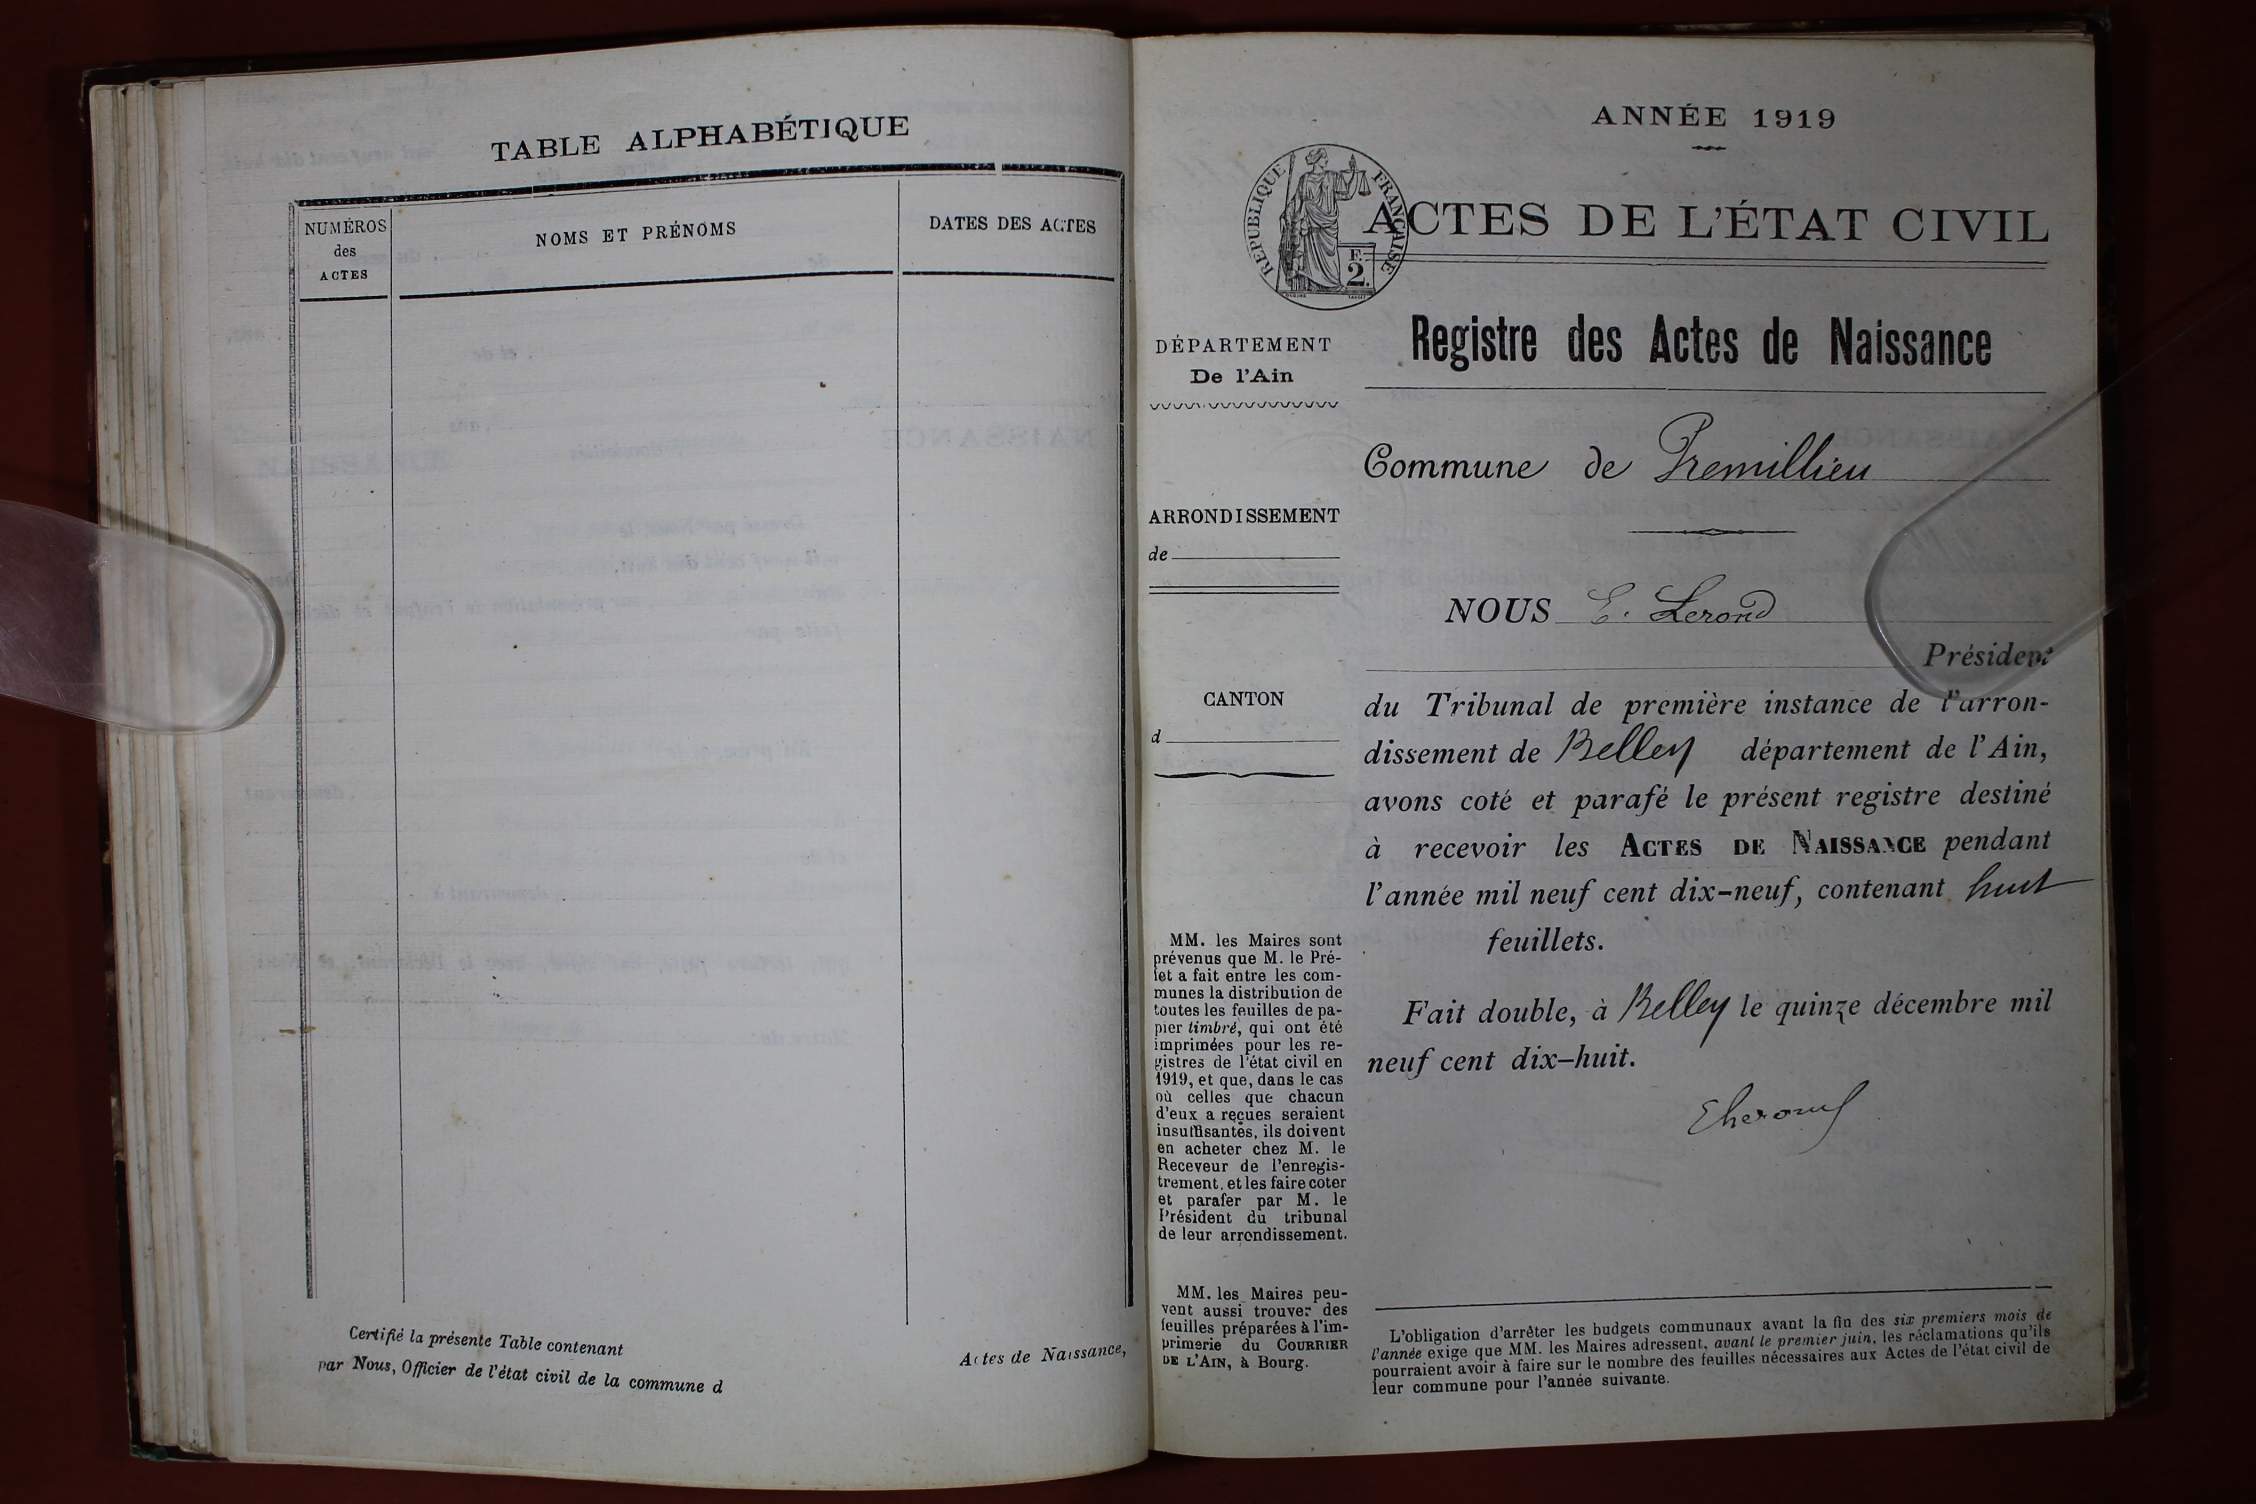 TABLE ALPHABÉTIQUE
NUMÉROS
des
ACTES
NOMS ET PRÉNOMS
DATES DES ACTES
Certifié la présente Table contenant
Actes de Naissance,
par Nous, Officier de l'état civil de la commune d
ANNÉE 1919
RÉPUBLIQUE FRANÇAISE
F.
2.
ACTES DE L'ÉTAT CIVIL
DÉPARTEMENT
De l'Ain
ARRONDISSEMENT
de
CANTON
d
MM. les Maires sont
prévenus que M. le Pré-
fet a fait entre les com-
munes la distribution de
toutes les feuilles de pa-
pier timbré, qui ont été
imprimées pour les re-
gistres de l'état civil en
1919, et que, dans le cas
où celles que chacun
d'eux a reçues seraient
insuffisantes, ils doivent
en acheter chez M. le
Receveur de l'enregis-
trement, et les faire coter
et parafer par M. le
Président du tribunal
de leur arrondissement.
MM. les Maires peu-
vent aussi trouver des
feuilles préparées à l'im-
primerie du COURRIER
DE L'AIN, à Bourg.
Registre des Actes de Naissance
Commune de Premillieu
NOUS E. Lerond
Président
du Tribunal de première instance de l'arron-
dissement de Belley département de l'Ain,
avons coté et parafé le présent registre destiné
à recevoir les ACTES DE NAISSANCE pendant
l'année mil neuf cent dix-neuf, contenant huit
feuillets.
Fait double, à Belley le quinze décembre mil
neuf cent dix-huit.
L'obligation d'arrêter les budgets communaux avant la fin des six premiers mois de
l'année exige que MM. les Maires adressent, avant le premier juin, les réclamations qu'ils
pourraient avoir à faire sur le nombre des feuilles nécessaires aux Actes de l'état civil de
leur commune pour l'année suivante.